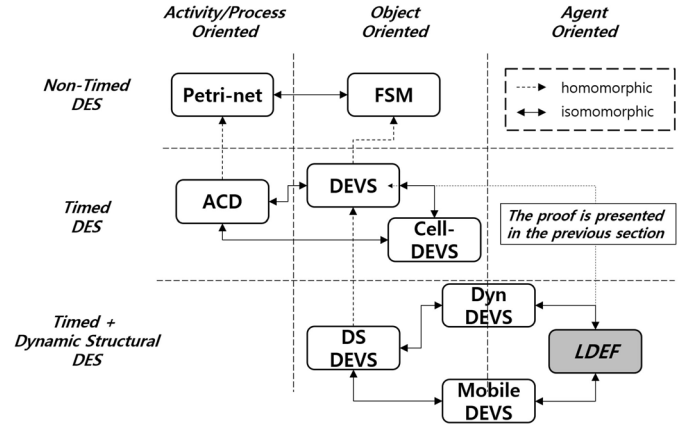 Activity/Process
Oriented
Object
Oriented
Agent
Oriented
Non-Timed
DES
Petri-net
FSM
homomorphic
isomomorphic
Timed
DES
ACD
DEVS
Cell-
DEVS
The proof is presented
in the previous section
Timed +
Dynamic Structural
DES
DS
DEVS
Dyn
DEVS
LDEF
Mobile
DEVS